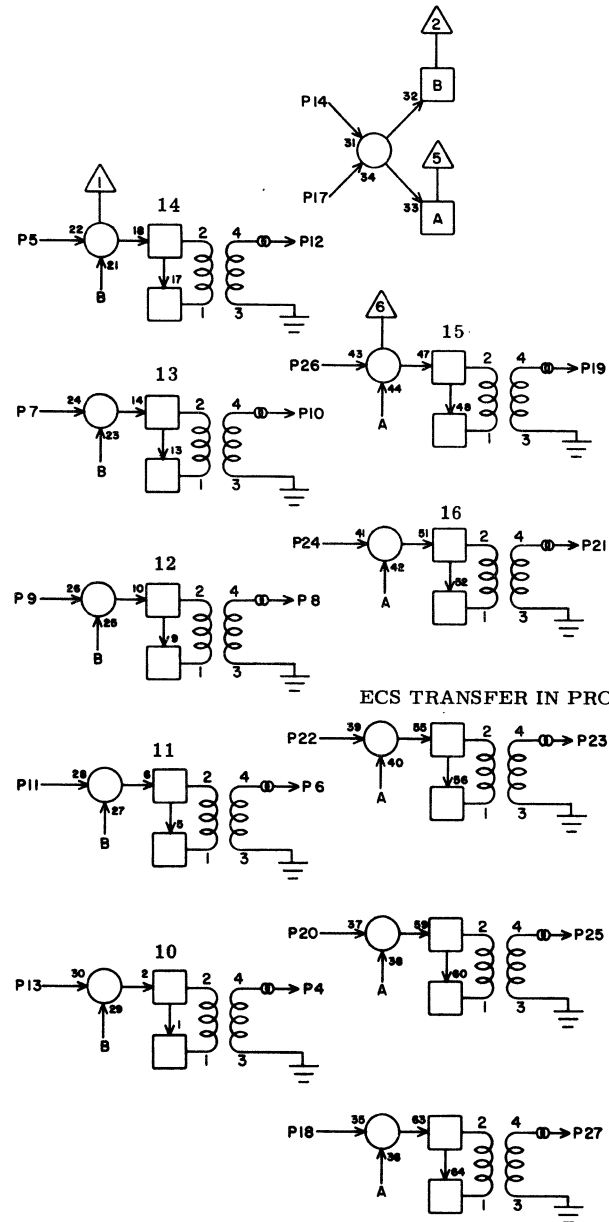 2
B
P14
32
31
34
5
P17
33
A
1
14
P5 22 18 2 4 P12
21 17
B 1 3
6
15
P26 43 47 2 4 P19
44 48
A 1 3
13
P7 24 14 2 4 P10
23 13
B 1 3
16
P24 41 51 2 4 P21
42 52
A 1 3
12
P9 26 10 2 4 P8
25 9
B 1 3
ECS TRANSFER IN PRO
P22 39 55 2 4 P23
40 56
A 1 3
11
P11 28 6 2 4 P6
27 5
B 1 3
P20 37 59 2 4 P25
38 60
A 1 3
10
P13 30 2 2 4 P4
29 1
B 1 3
P18 35 63 2 4 P27
36 64
A 1 3